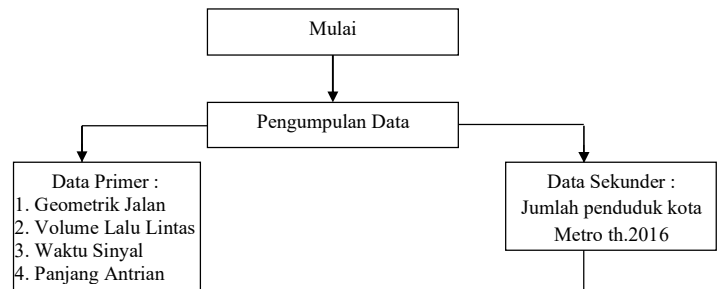 Mulai
Pengumpulan Data
Data Primer :
1. Geometrik Jalan
2. Volume Lalu Lintas
3. Waktu Sinyal
4. Panjang Antrian
Data Sekunder :
Jumlah penduduk kota
Metro th.2016